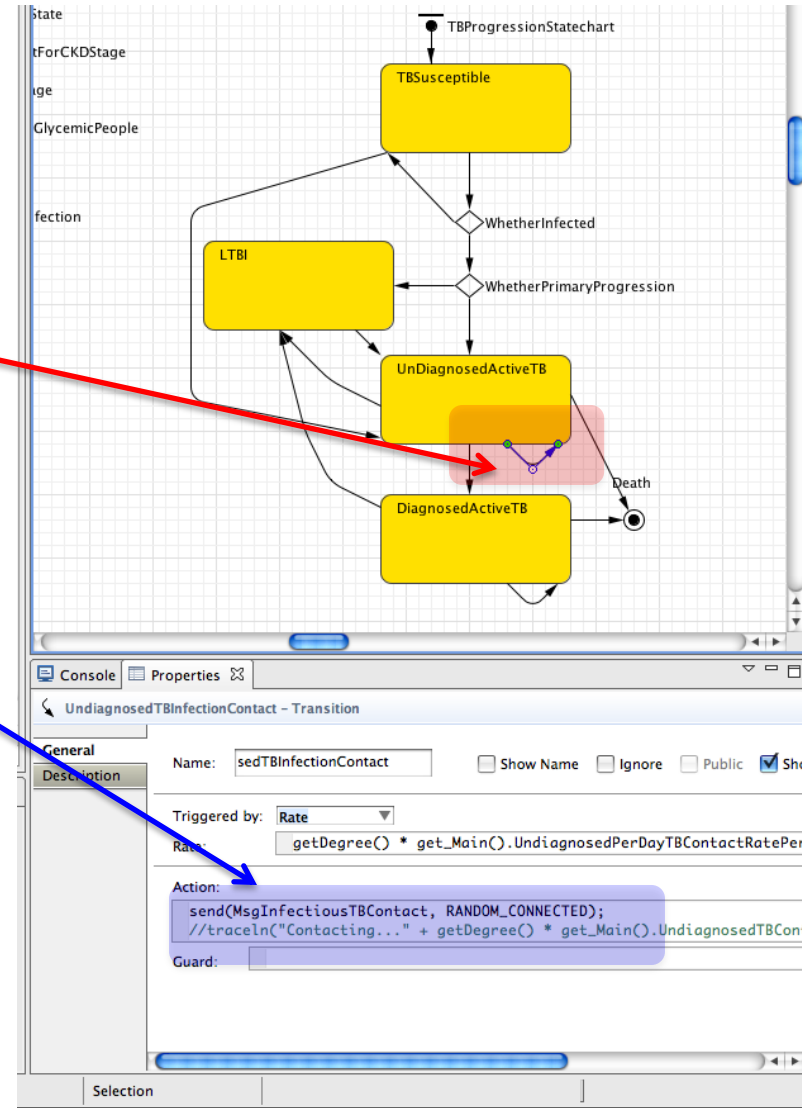 State
TBProgressionStatechart
tForCKDStage
TBSusceptible
age
GlycemicPeople
fection
WhetherInfected
LTBI
WhetherPrimaryProgression
UnDiagnosedActiveTB
Death
DiagnosedActiveTB
Console Properties
UndiagnosedTBInfectionContact - Transition
General
Description
Name: sedTBInfectionContact Show Name Ignore Public Sho
Triggered by: Rate
Rate: getDegree() * get_Main().UndiagnosedPerDayTBContactRatePer
Action:
send(MsgInfectiousTBContact, RANDOM_CONNECTED);
//traceln("Contacting..." + getDegree() * get_Main().UndiagnosedTBCon
Guard:
Selection